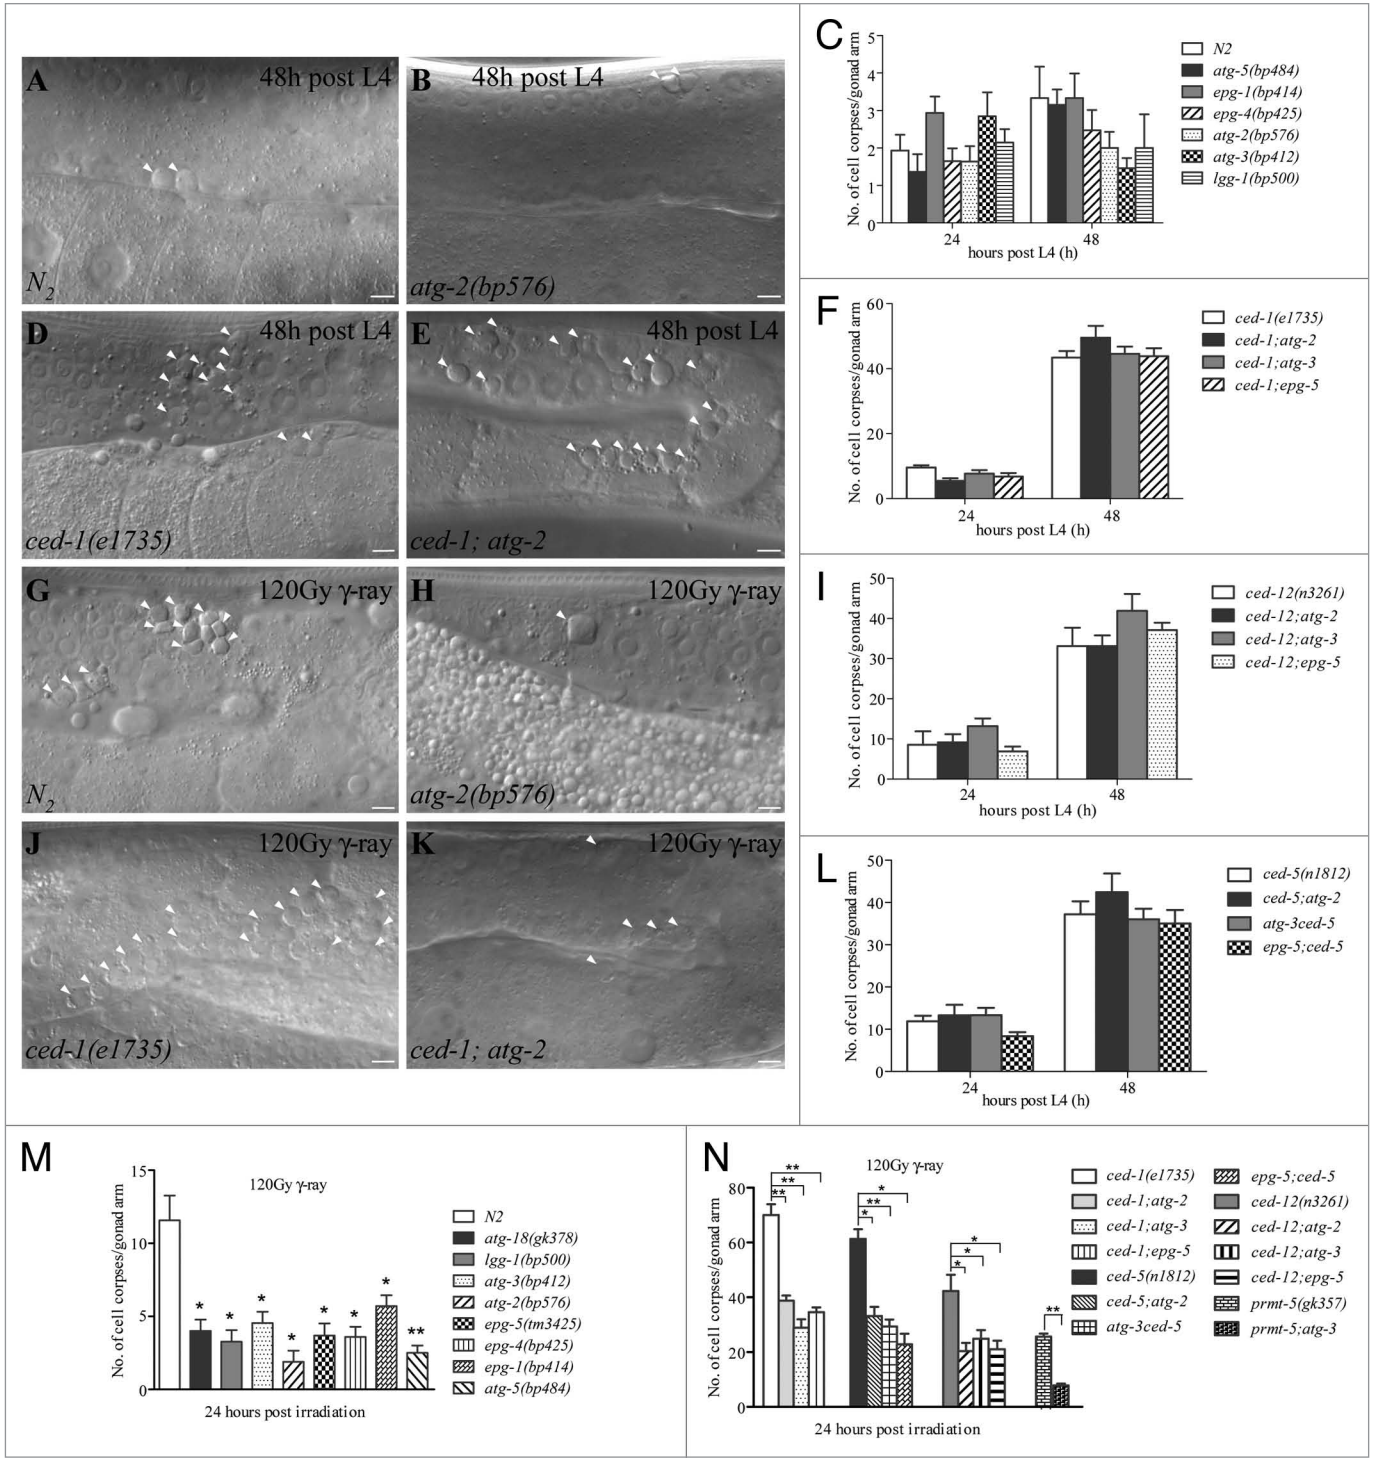 A 48h post L4
N2
B 48h post L4
atg-2(bp576)
D 48h post L4
ced-1(e1735)
E 48h post L4
ced-1; atg-2
G 120Gy γ-ray
N2
H 120Gy γ-ray
atg-2(bp576)
J 120Gy γ-ray
ced-1(e1735)
K 120Gy γ-ray
ced-1; atg-2
C
No. of cell corpses/gonad arm
5
4
3
2
1
0
24 48
hours post L4 (h)
N2
atg-5(bp484)
epg-1(bp414)
epg-4(bp425)
atg-2(bp576)
atg-3(bp412)
lgg-1(bp500)
F
No. of cell corpses/gonad arm
60
40
20
0
24 48
hours post L4 (h)
ced-1(e1735)
ced-1;atg-2
ced-1;atg-3
ced-1;epg-5
I
No. of cell corpses/gonad arm
50
40
30
20
10
0
24 48
hours post L4 (h)
ced-12(n3261)
ced-12;atg-2
ced-12;atg-3
ced-12;epg-5
L
No. of cell corpses/gonad arm
50
40
30
20
10
0
24 48
hours post L4 (h)
ced-5(n1812)
ced-5;atg-2
atg-3ced-5
epg-5;ced-5
M
120Gy γ-ray
No. of cell corpses/gonad arm
15
10
5
0
* * * * * * * **
24 hours post irradiation
N2
atg-18(gk378)
lgg-1(bp500)
atg-3(bp412)
atg-2(bp576)
epg-5(tm3425)
epg-4(bp425)
epg-1(bp414)
atg-5(bp484)
N
120Gy γ-ray
No. of cell corpses/gonad arm
80
60
40
20
0
** ** **
* ** *
* * *
**
24 hours post irradiation
ced-1(e1735)
ced-1;atg-2
ced-1;atg-3
ced-1;epg-5
ced-5(n1812)
ced-5;atg-2
atg-3ced-5
epg-5;ced-5
ced-12(n3261)
ced-12;atg-2
ced-12;atg-3
ced-12;epg-5
prmt-5(gk357)
prmt-5;atg-3